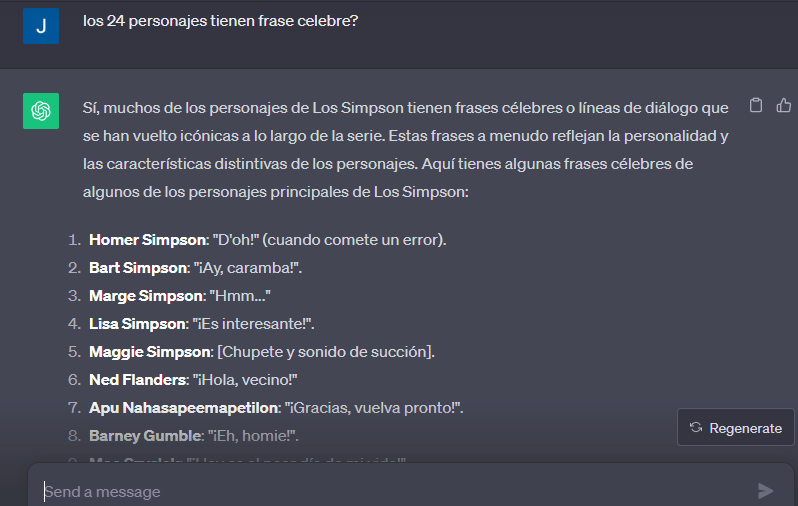 J
los 24 personajes tienen frase celebre?
Sí, muchos de los personajes de Los Simpson tienen frases célebres o líneas de diálogo que
se han vuelto icónicas a lo largo de la serie. Estas frases a menudo reflejan la personalidad y
las características distintivas de los personajes. Aquí tienes algunas frases célebres de
algunos de los personajes principales de Los Simpson:
1. Homer Simpson: "D'oh!" (cuando comete un error).
2. Bart Simpson: "¡Ay, caramba!".
3. Marge Simpson: "Hmm..."
4. Lisa Simpson: "¡Es interesante!".
5. Maggie Simpson: [Chupete y sonido de succión].
6. Ned Flanders: "¡Hola, vecino!"
7. Apu Nahasapeemapetilon: "¡Gracias, vuelva pronto!".
Regenerate
8. Barney Gumble: "¡Eh, homie!".
Send a message